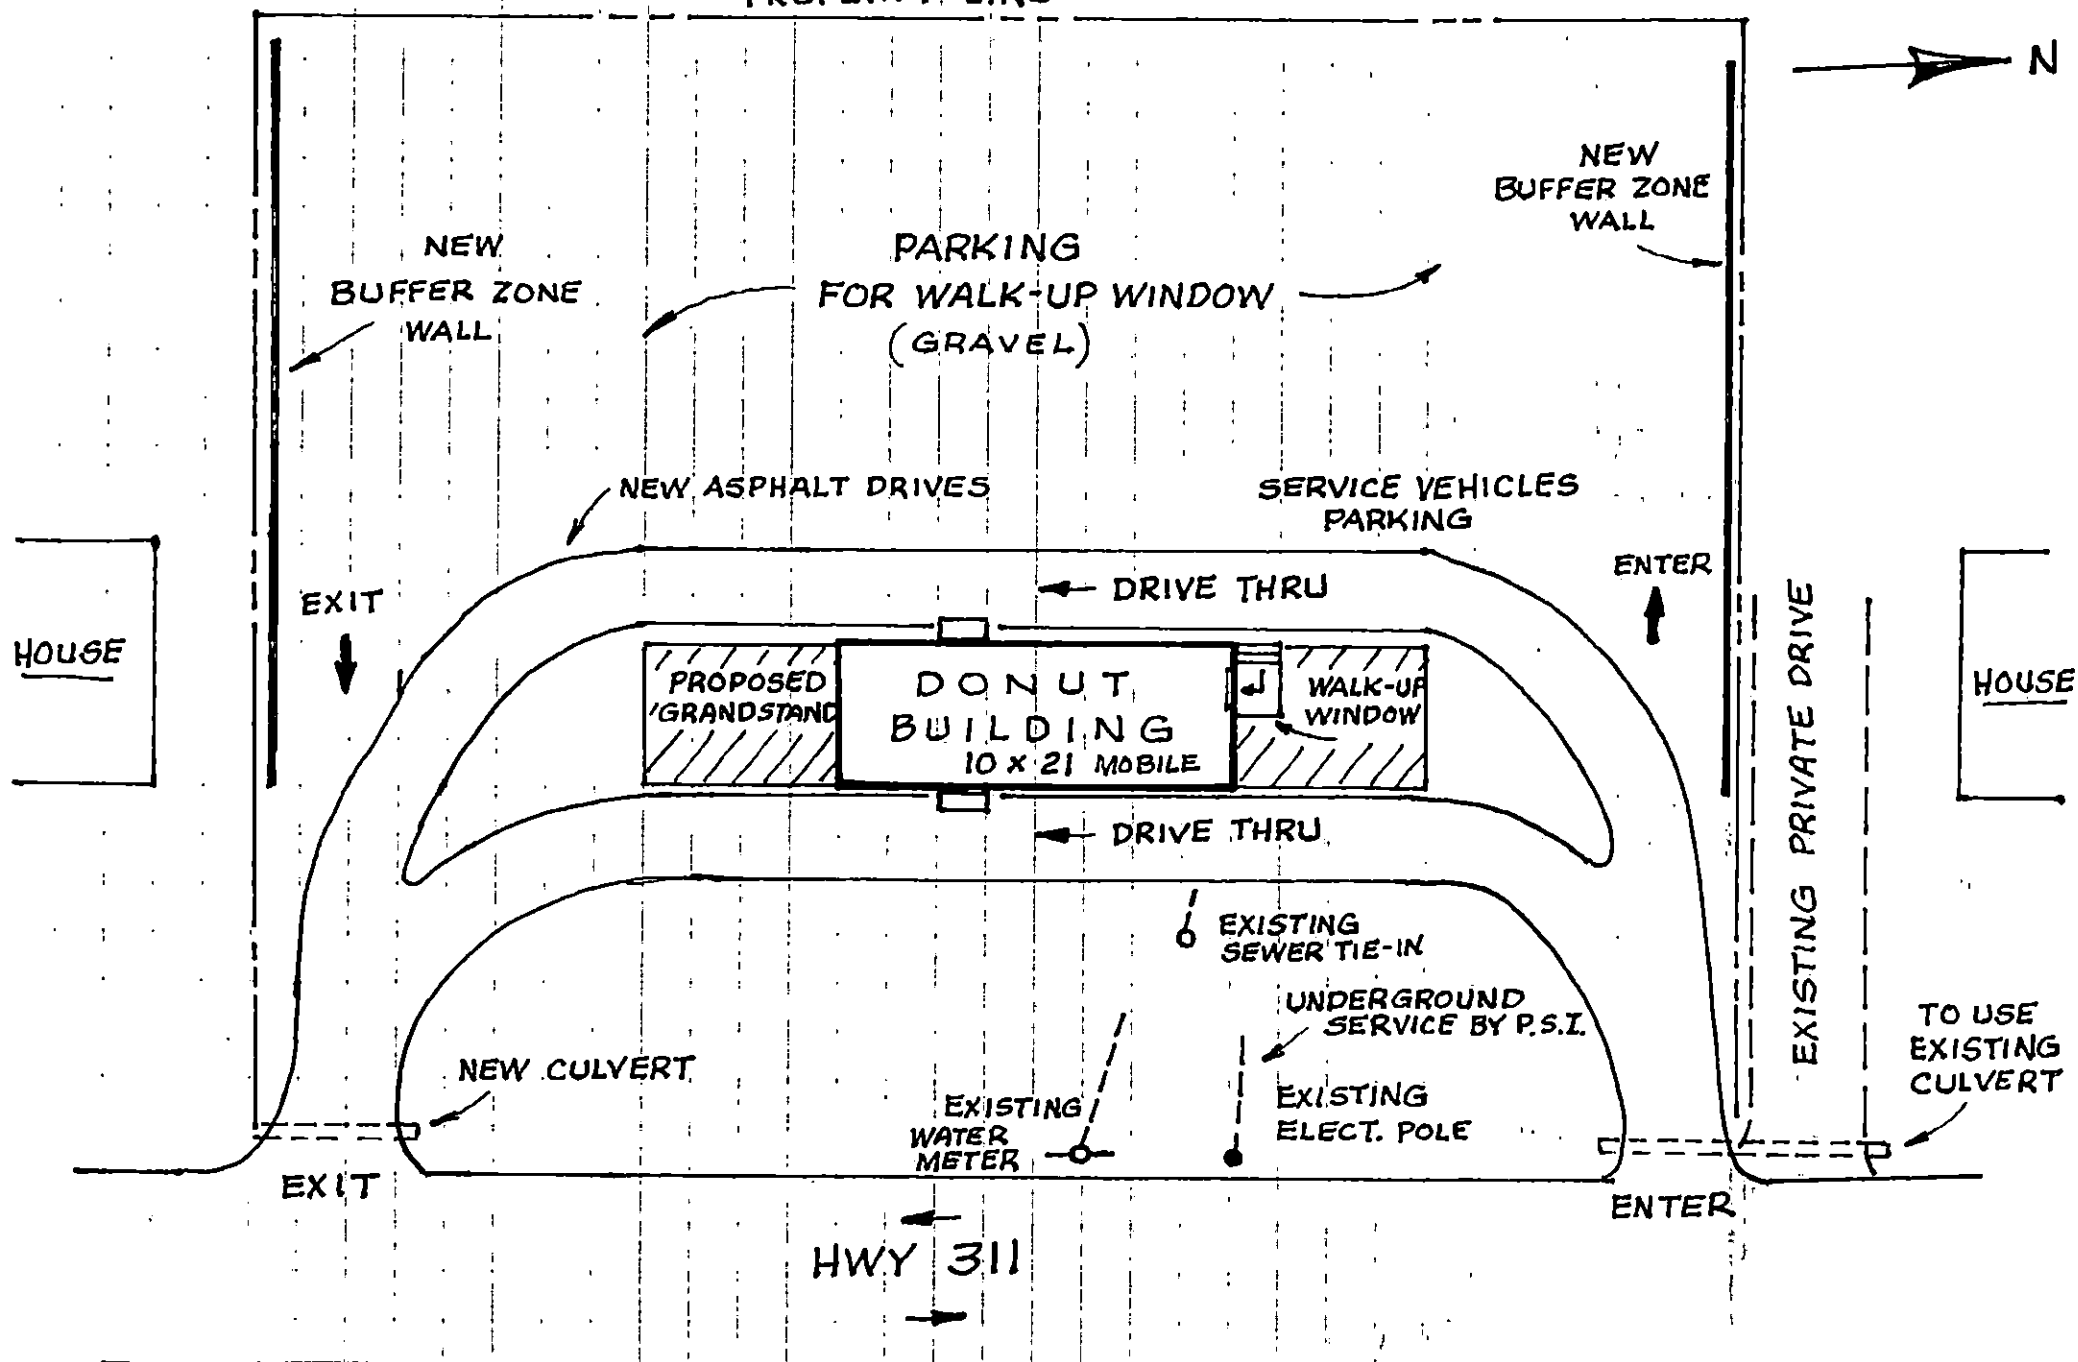 PROPERTY LINE
N
NEW
BUFFER ZONE
WALL
NEW
BUFFER ZONE
WALL
PARKING
FOR WALK-UP WINDOW
(GRAVEL)
NEW ASPHALT DRIVES
SERVICE VEHICLES
PARKING
EXIT
DRIVE THRU
ENTER
HOUSE
PROPOSED
GRANDSTAND
DONUT
BUILDING
10 x 21 MOBILE
WALK-UP
WINDOW
EXISTING PRIVATE DRIVE
HOUSE
DRIVE THRU
EXISTING
SEWER TIE-IN
UNDERGROUND
SERVICE BY P.S.I.
TO USE
EXISTING
CULVERT
NEW CULVERT
EXISTING
WATER
METER
EXISTING
ELECT. POLE
EXIT
ENTER
HWY 311